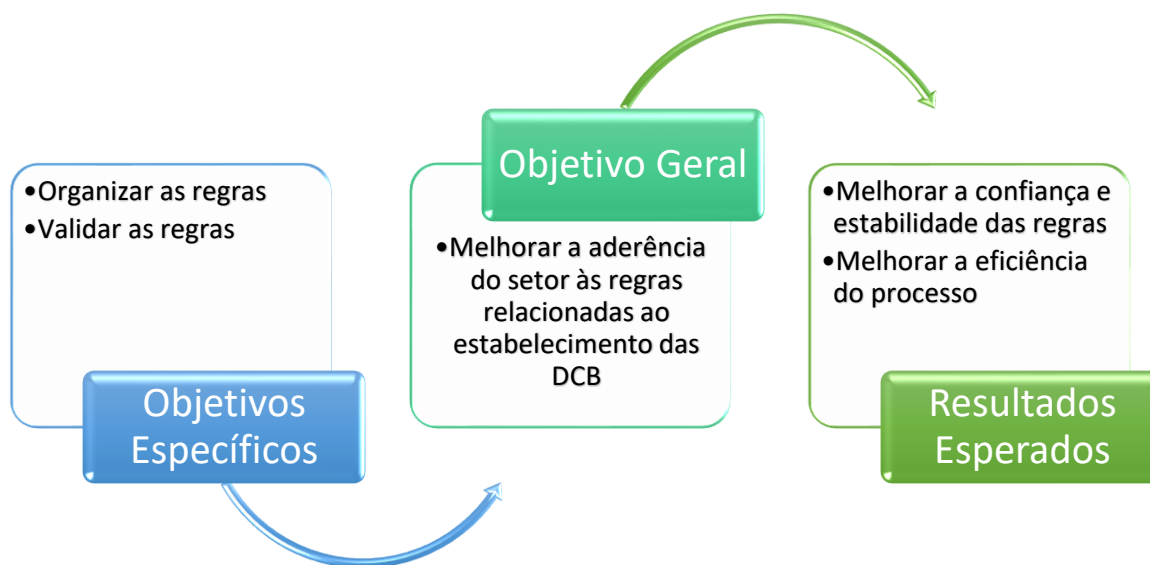 •Organizar as regras
•Validar as regras
Objetivos
Específicos
Objetivo Geral
•Melhorar a aderência
do setor às regras
relacionadas ao
estabelecimento das
DCB
•Melhorar a confiança e
estabilidade das regras
•Melhorar a eficiência
do processo
Resultados
Esperados